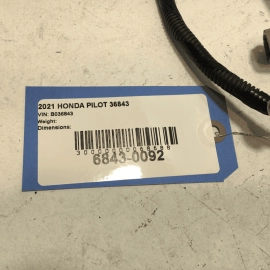 2021 HONDA PILOT 36843
VIN: B036843
Weight:
Dimensions:
6843-0092